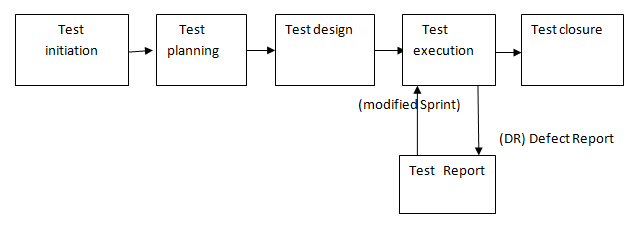 Test
initiation
Test
planning
Test design
Test
execution
Test closure
(modified Sprint)
(DR) Defect Report
Test Report